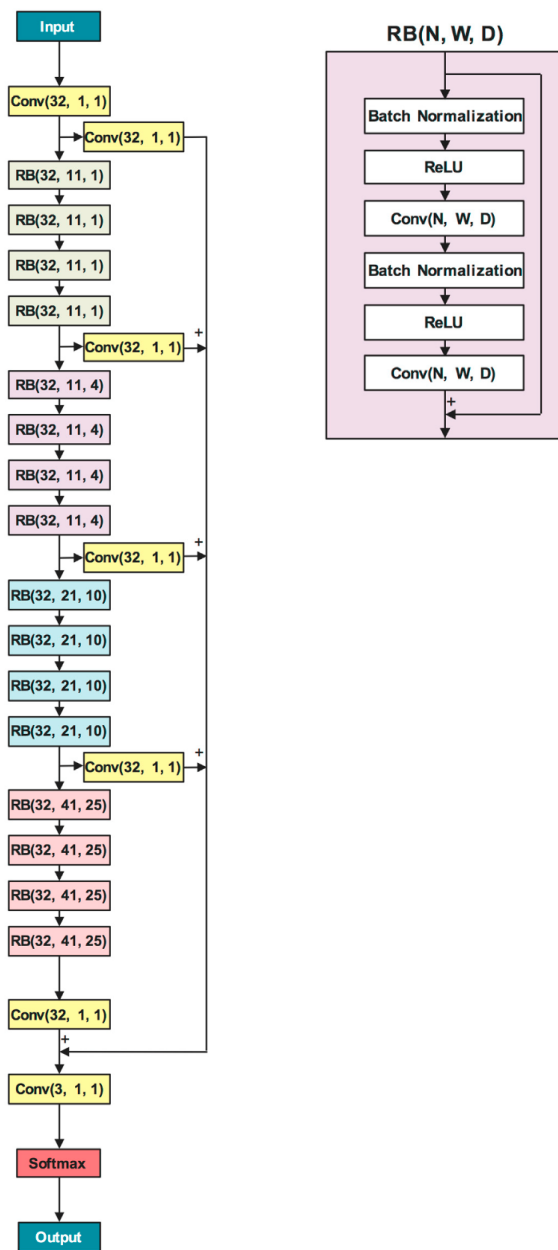 Input
Conv(32, 1, 1)
Conv(32, 1, 1)
RB(32, 11, 1)
RB(32, 11, 1)
RB(32, 11, 1)
RB(32, 11, 1)
Conv(32, 1, 1)
+
RB(32, 11, 4)
RB(32, 11, 4)
RB(32, 11, 4)
RB(32, 11, 4)
Conv(32, 1, 1)
+
RB(32, 21, 10)
RB(32, 21, 10)
RB(32, 21, 10)
RB(32, 21, 10)
Conv(32, 1, 1)
+
RB(32, 41, 25)
RB(32, 41, 25)
RB(32, 41, 25)
RB(32, 41, 25)
Conv(32, 1, 1)
+
Conv(3, 1, 1)
Softmax
Output
RB(N, W, D)
Batch Normalization
ReLU
Conv(N, W, D)
Batch Normalization
ReLU
Conv(N, W, D)
+